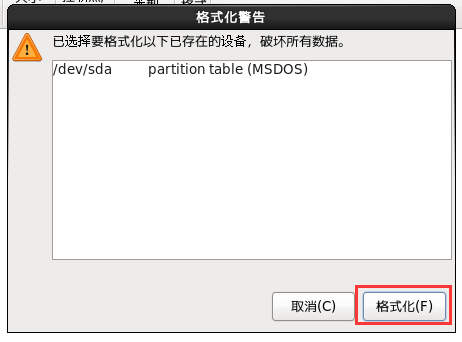 格式化警告
已选择要格式化以下已存在的设备，破坏所有数据。
/dev/sda partition table (MSDOS)
取消(C) 格式化(F)